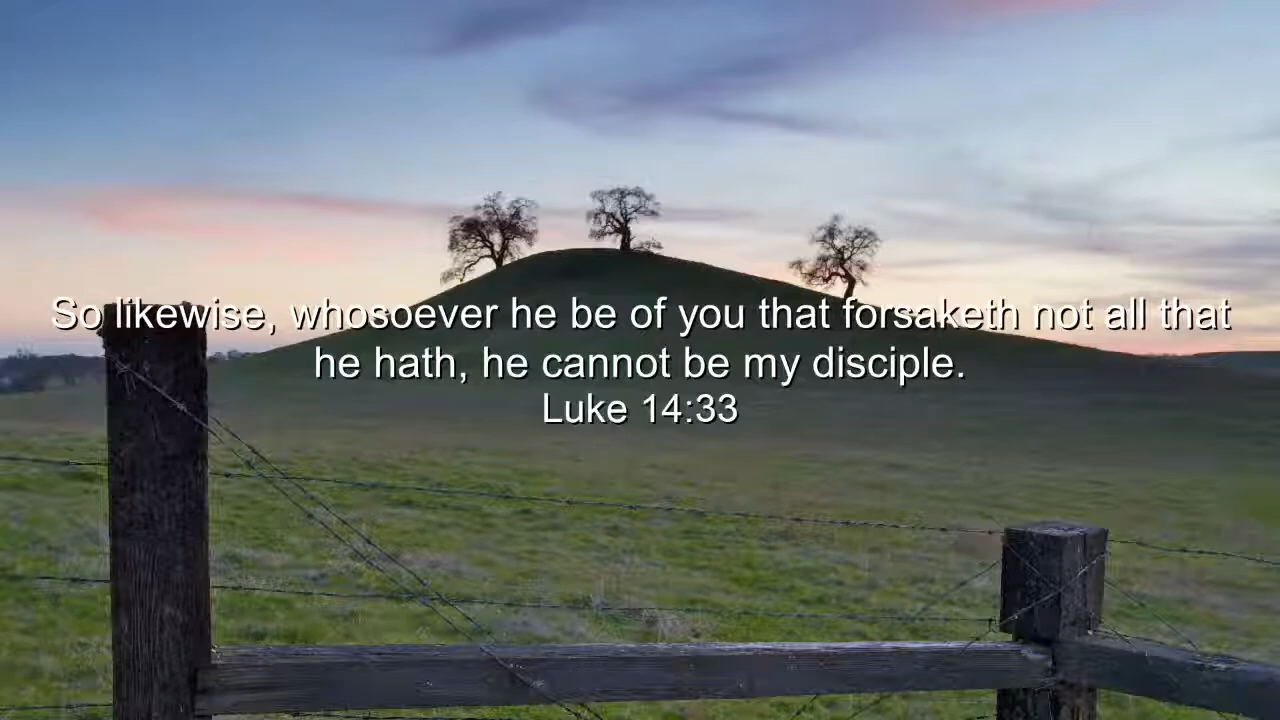 So likewise, whosoever he be of you that forsaketh not all that
he hath, he cannot be my disciple.
Luke 14:33